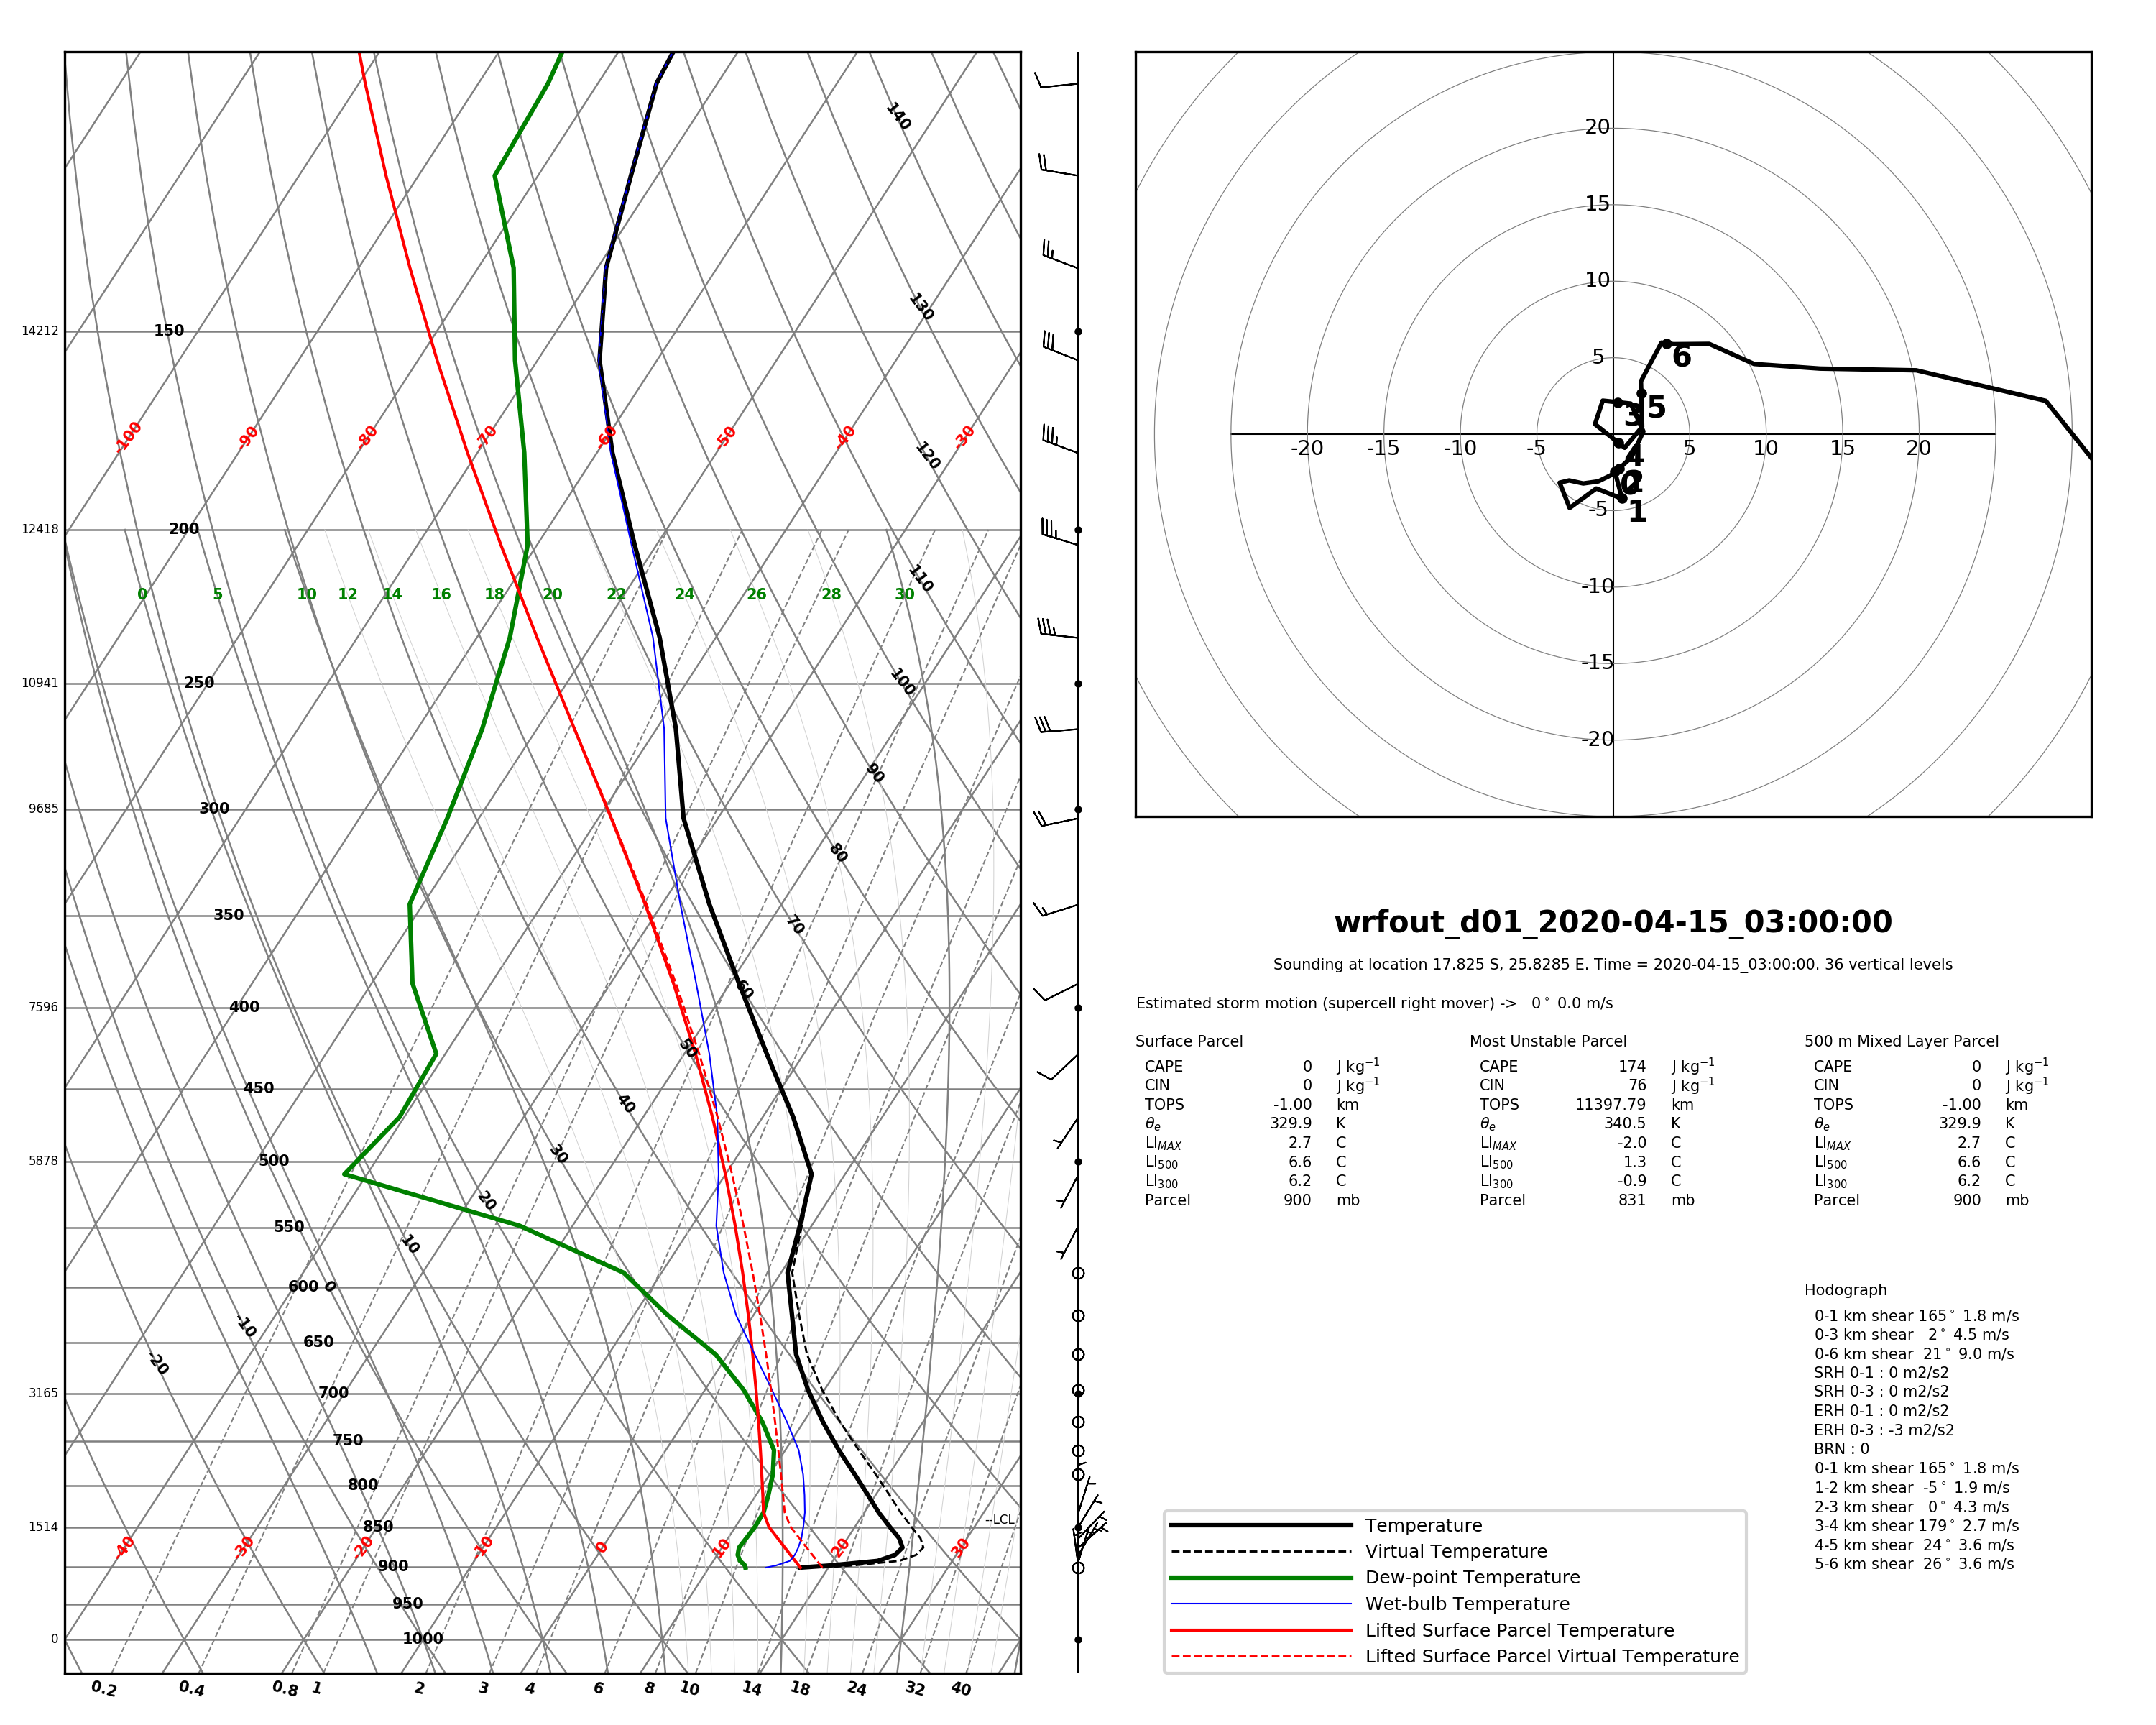 140
130
14212 150
-100 -90 -80 -70 -60 -50 -40 -30
120
12418 200
110
0 5 10 12 14 16 18 20 22 24 26 28 30
10941 250
100
90
9685 300
80
350
70
60
7596 400
50
450
40
5878 500
30
20
550
10
600 0
650
-10
-20
3165 700
750
800
1514 850
--LCL
-40 -30 -20 -10 0 10 20 30
900
950
0 1000
0.2 0.4 0.8 1 2 3 4 6 8 10 14 18 24 32 40
20
15
10
5
-20 -15 -10 -5 5 10 15 20
-5
-10
-15
-20
0
1
2
3
4
5
6
wrfout_d01_2020-04-15_03:00:00
Sounding at location 17.825 S, 25.8285 E. Time = 2020-04-15_03:00:00. 36 vertical levels
Estimated storm motion (supercell right mover) -> 0° 0.0 m/s
Surface Parcel
CAPE 0 J kg⁻¹
CIN 0 J kg⁻¹
TOPS -1.00 km
θₑ 329.9 K
LI_MAX 2.7 C
LI₅₀₀ 6.6 C
LI₃₀₀ 6.2 C
Parcel 900 mb
Most Unstable Parcel
CAPE 174 J kg⁻¹
CIN 76 J kg⁻¹
TOPS 11397.79 km
θₑ 340.5 K
LI_MAX -2.0 C
LI₅₀₀ 1.3 C
LI₃₀₀ -0.9 C
Parcel 831 mb
500 m Mixed Layer Parcel
CAPE 0 J kg⁻¹
CIN 0 J kg⁻¹
TOPS -1.00 km
θₑ 329.9 K
LI_MAX 2.7 C
LI₅₀₀ 6.6 C
LI₃₀₀ 6.2 C
Parcel 900 mb
Hodograph
0-1 km shear 165° 1.8 m/s
0-3 km shear 2° 4.5 m/s
0-6 km shear 21° 9.0 m/s
SRH 0-1 : 0 m2/s2
SRH 0-3 : 0 m2/s2
ERH 0-1 : 0 m2/s2
ERH 0-3 : -3 m2/s2
BRN : 0
0-1 km shear 165° 1.8 m/s
1-2 km shear -5° 1.9 m/s
2-3 km shear 0° 4.3 m/s
3-4 km shear 179° 2.7 m/s
4-5 km shear 24° 3.6 m/s
5-6 km shear 26° 3.6 m/s
Temperature
Virtual Temperature
Dew-point Temperature
Wet-bulb Temperature
Lifted Surface Parcel Temperature
Lifted Surface Parcel Virtual Temperature